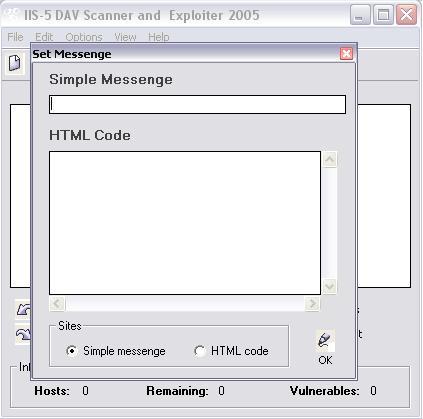 IIS-5 DAV Scanner and Exploiter 2005
File Edit Options View Help
Set Messenge
Simple Messenge
HTML Code
Sites
Simple messenge HTML code
OK
Hosts: 0 Remaining: 0 Vulnerables: 0